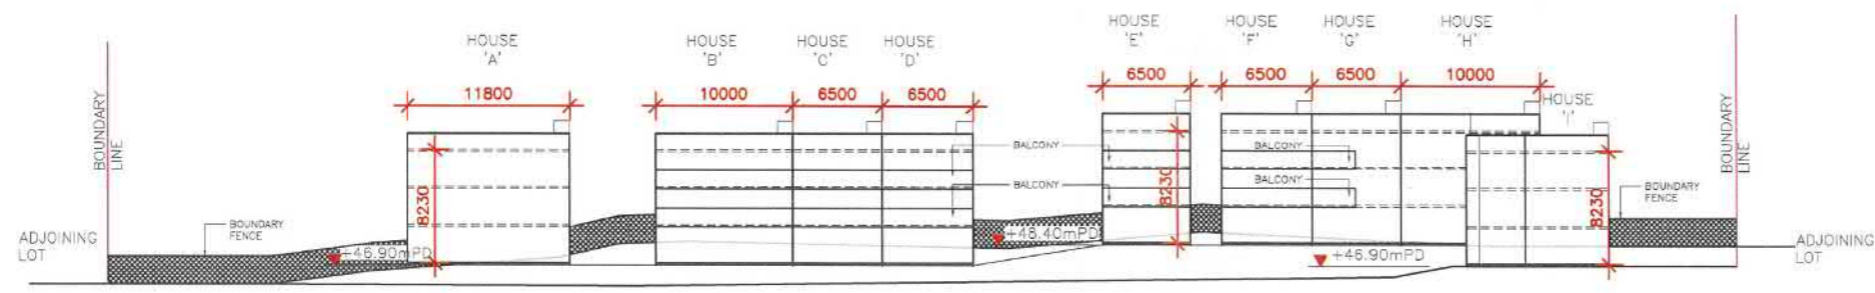 HOUSE
'A'
HOUSE
'B'
HOUSE
'C'
HOUSE
'D'
HOUSE
'E'
HOUSE
'F'
HOUSE
'G'
HOUSE
'H'
HOUSE
'I'
11800
10000
6500
6500
6500
6500
6500
10000
BOUNDARY
LINE
BOUNDARY
LINE
BALCONY
BALCONY
BALCONY
BALCONY
8230
8230
8230
BOUNDARY
FENCE
BOUNDARY
FENCE
ADJOINING
LOT
ADJOINING
LOT
+46.90mPD
+48.40mPD
+46.90mPD